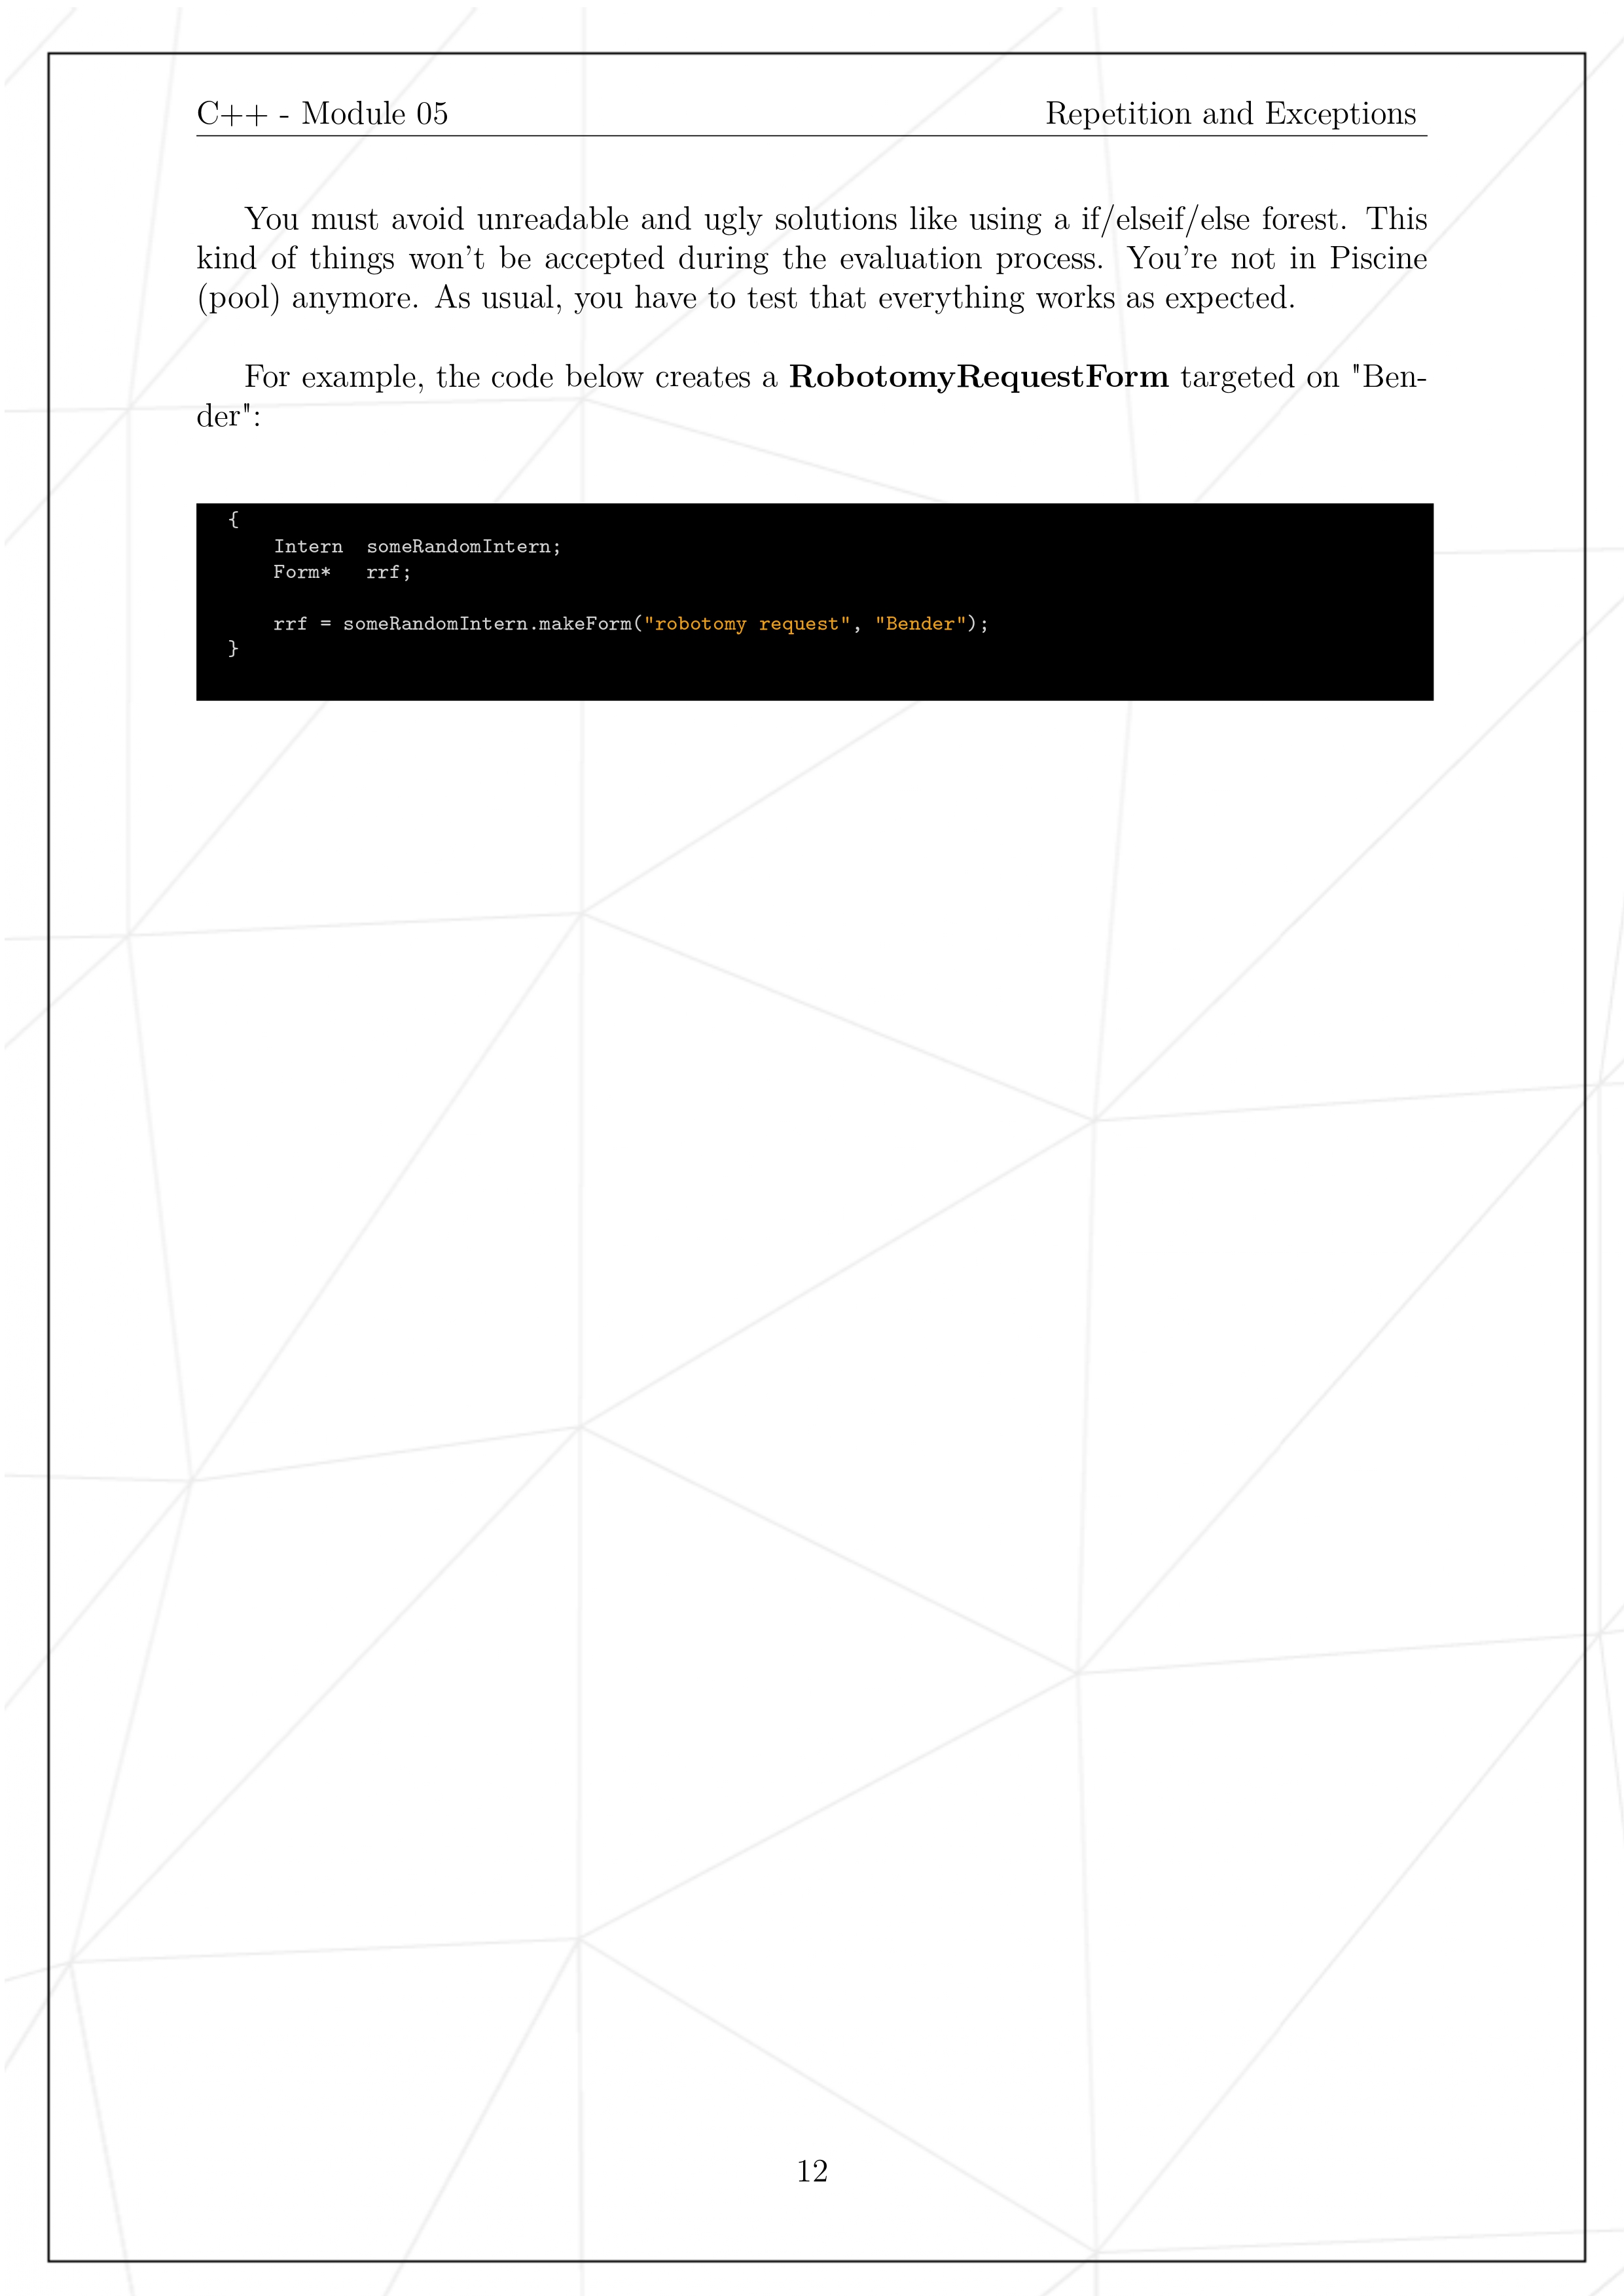 C++ - Module 05 Repetition and Exceptions
You must avoid unreadable and ugly solutions like using a if/elseif/else forest. This
kind of things won't be accepted during the evaluation process. You're not in Piscine
(pool) anymore. As usual, you have to test that everything works as expected.
For example, the code below creates a RobotomyRequestForm targeted on "Ben-
der":
{
    Intern  someRandomIntern;
    Form*   rrf;
    rrf = someRandomIntern.makeForm("robotomy request", "Bender");
}
12